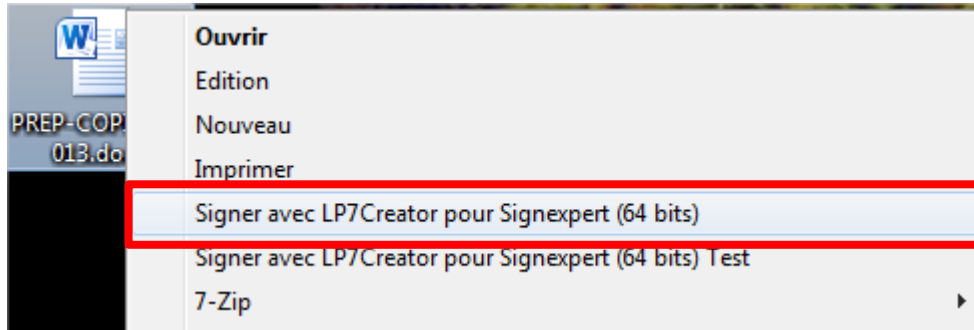 W
Ouvrir
Edition
Nouveau
PREP-COP
013.do
Imprimer
Signer avec LP7Creator pour Signexpert (64 bits)
Signer avec LP7Creator pour Signexpert (64 bits) Test
7-Zip